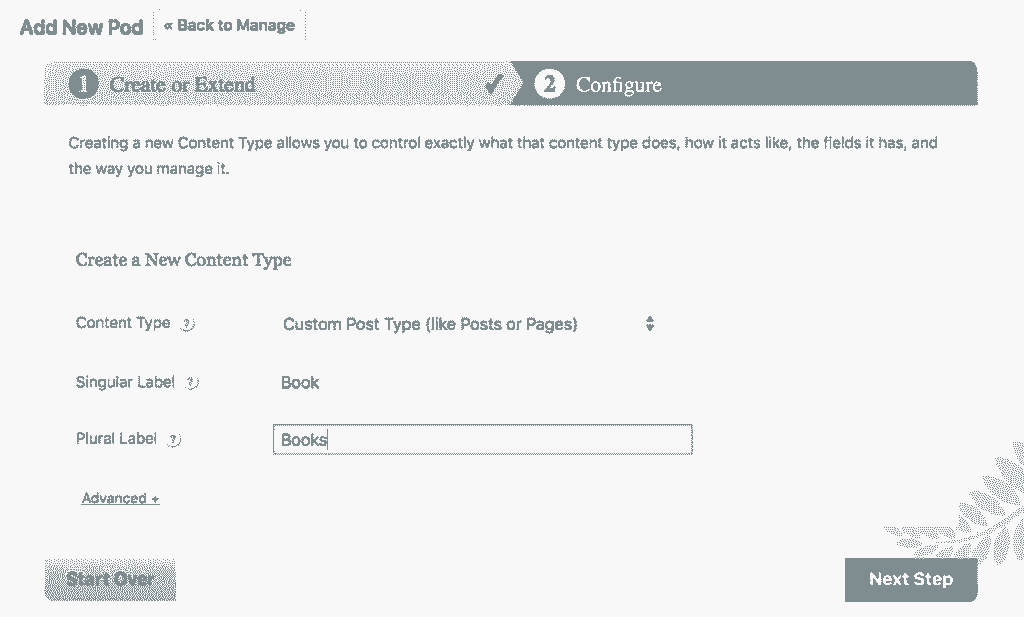 Add New Pod « Back to Manage
1 Create or Extend ✔ 2 Configure
Creating a new Content Type allows you to control exactly what that content type does, how it acts like, the fields it has, and
the way you manage it.
Create a New Content Type
Content Type ? Custom Post Type (like Posts or Pages)
Singular Label ? Book
Plural Label ? Books
Advanced +
Start Over Next Step